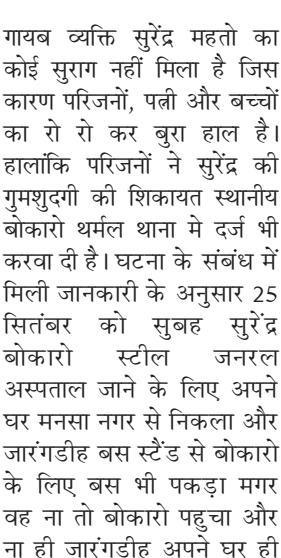 गायब व्यक्ति सुरेंद्र महतो का
कोई सुराग नहीं मिला है जिस
कारण परिजनों, पत्नी और बच्चों
का रो रो कर बुरा हाल है।
हालांकि परिजनों ने सुरेंद्र की
गुमशुदगी की शिकायत स्थानीय
बोकारो थर्मल थाना मे दर्ज भी
करवा दी है। घटना के संबंध में
मिली जानकारी के अनुसार 25
सितंबर को सुबह सुरेंद्र
बोकारो स्टील जनरल
अस्पताल जाने के लिए अपने
घर मनसा नगर से निकला और
जारंगडीह बस स्टैंड से बोकारो
के लिए बस भी पकड़ा मगर
वह ना तो बोकारो पहुचा और
ना ही जारंगडीह अपने घर ही